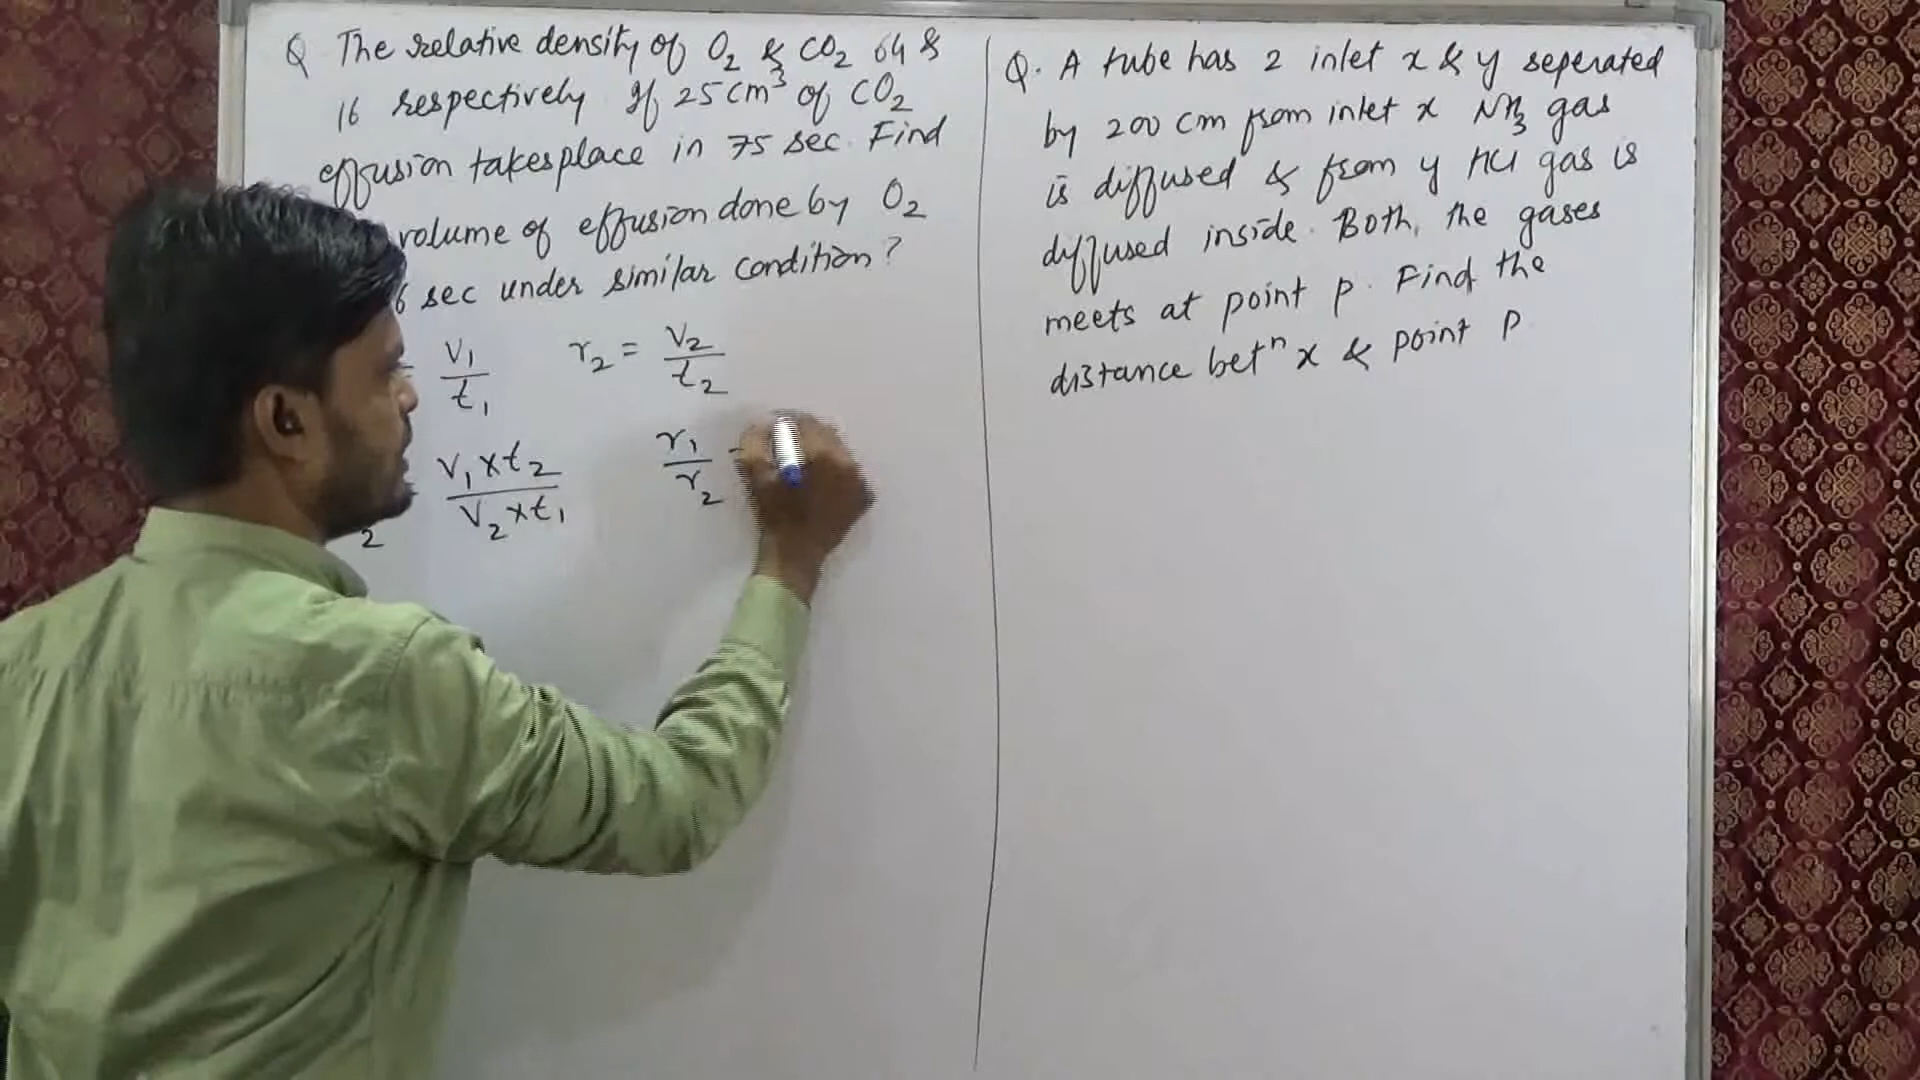 Q The relative density of O2 & CO2 64 &
16 respectively If 25 cm³ of CO2
effusion takes place in 75 sec. Find
volume of effusion done by O2
6 sec under similar condition?
= V1/t1 r2 = V2/t2
V1 x t2 / V2 x t1 r1/r2 =
2
Q. A tube has 2 inlet x & y seperated
by 200 cm from inlet x NH3 gas
is diffused & from y HCl gas is
diffused inside. Both, the gases
meets at point p. Find the
distance betⁿ x & point P